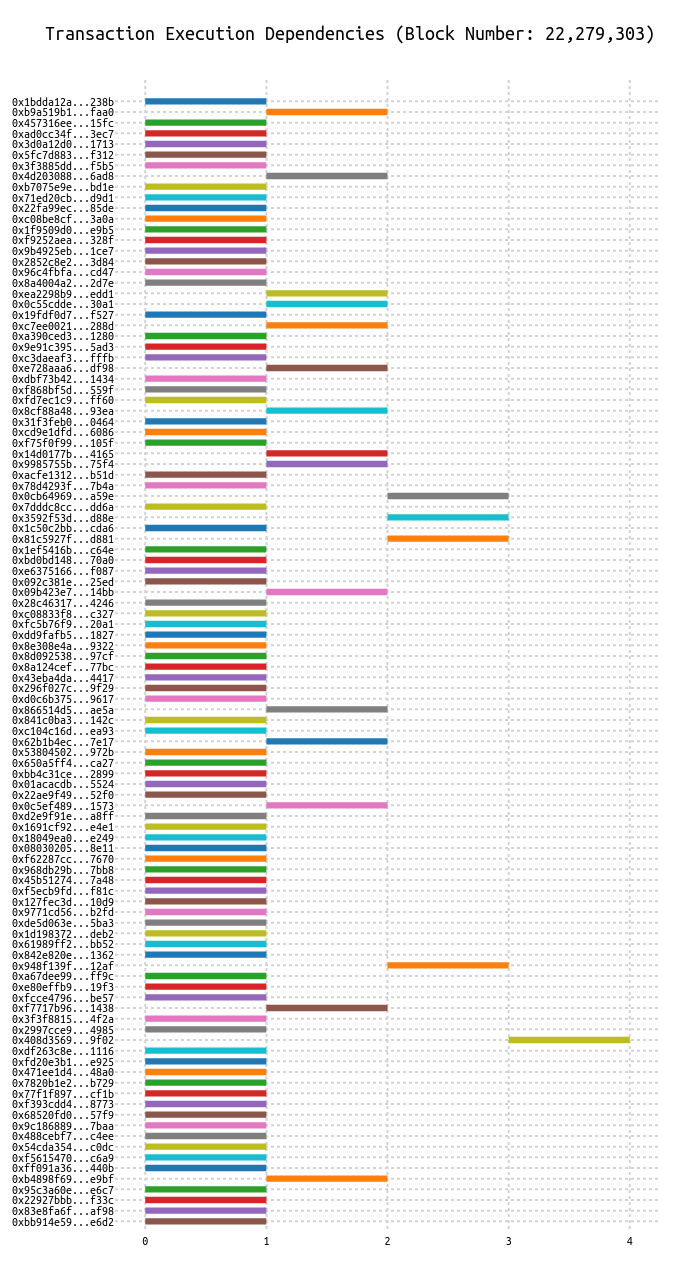 Transaction Execution Dependencies (Block Number: 22,279,303)
0x1bdda12a...238b
0xb9a519b1...faa0
0x457316ee...15fc
0xad0cc34f...3ec7
0x3d0a12d0...1713
0x5fc7d883...f312
0x3f3885dd...f5b5
0x4d203088...6ad8
0xb7075e9e...bd1e
0x71ed20cb...d9d1
0x22fa99ec...85de
0xc08be8cf...3a0a
0x1f9509d0...e9b5
0xf9252aea...328f
0x9b4925eb...1ce7
0x2852c8e2...3d84
0x96c4fbfa...cd47
0x8a4004a2...2d7e
0xea2298b9...edd1
0x0c55cdde...30a1
0x19fdf0d7...f527
0xc7ee0021...288d
0xa390ced3...1280
0x9e91c395...5ad3
0xc3daeaf3...fffb
0xe728aaa6...df98
0xdbf73b42...1434
0xf868bf5d...559f
0xfd7ec1c9...ff60
0x8cf88a48...93ea
0x31f3feb0...0464
0xcd9e1dfd...6086
0xf75f0f99...105f
0x14d0177b...4165
0x9985755b...75f4
0xacfe1312...b51d
0x78d4293f...7b4a
0x0cb64969...a59e
0x7dddc8cc...dd6a
0x3592f53d...d88e
0x1c50c2bb...cda6
0x81c5927f...d881
0x1ef5416b...c64e
0xbd0bd148...70a0
0xe6375166...f087
0x092c381e...25ed
0x09b423e7...14bb
0x28c46317...4246
0xc08833f8...c327
0xfc5b76f9...20a1
0xdd9fafb5...1827
0x8e308e4a...9322
0x8d092538...97cf
0x8a124cef...77bc
0x43eba4da...4417
0x296f027c...9f29
0xd0c6b375...9617
0x866514d5...ae5a
0x841c0ba3...142c
0xc104c16d...ea93
0x62b1b4ec...7e17
0x53804502...972b
0x650a5ff4...ca27
0xbb4c31ce...2899
0x01acacdb...5524
0x22ae9f49...52f0
0x0c5ef489...1573
0xd2e9f91e...a8ff
0x1691cf92...e4e1
0x18049ea0...e249
0x08030205...8e11
0xf62287cc...7670
0x968db29b...7bb8
0x45b51274...7a48
0xf5ecb9fd...f81c
0x127fec3d...10d9
0x9771cd56...b2fd
0xde5d063e...5ba3
0x1d198372...deb2
0x61989ff2...bb52
0x842e820e...1362
0x948f139f...12af
0xa67dee99...ff9c
0xe80effb9...19f3
0xfcce4796...be57
0xf7717b96...1438
0x3f3f8815...4f2a
0x2997cce9...4985
0x408d3569...9f02
0xdf263c8e...1116
0xfd20e3b1...e925
0x471ee1d4...48a0
0x7820b1e2...b729
0x77f1f897...cf1b
0xf393cdd4...8773
0x68520fd0...57f9
0x9c186889...7baa
0x488cebf7...c4ee
0x54cda354...c0dc
0xf5615470...c6a9
0xff091a36...440b
0xb4898f69...e9bf
0x95c3a60e...e6c7
0x22927bbb...f33c
0x83e8fa6f...af98
0xbb914e59...e6d2
0 1 2 3 4